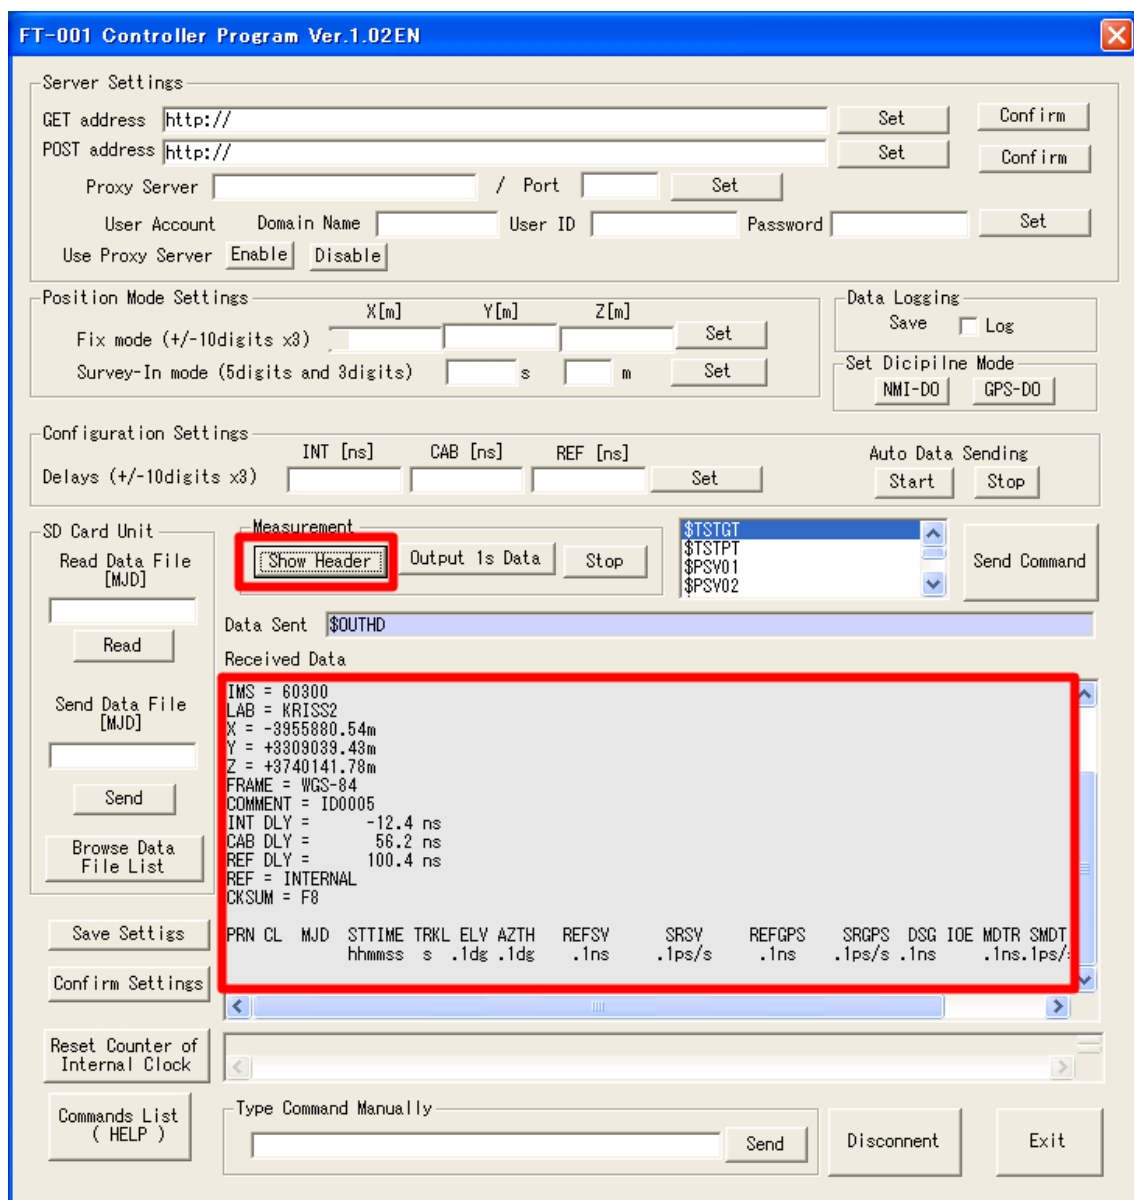 FT-001 Controller Program Ver.1.02EN
Server Settings
GET address http:// Set Confirm
POST address http:// Set Confirm
Proxy Server / Port Set
User Account Domain Name User ID Password Set
Use Proxy Server Enable Disable
Position Mode Settings
X[m] Y[m] Z[m]
Fix mode (+/-10digits x3) Set
Survey-In mode (5digits and 3digits) s m Set
Data Logging
Save Log
Set Dicipilne Mode
NMI-DO GPS-DO
Configuration Settings
INT [ns] CAB [ns] REF [ns]
Delays (+/-10digits x3) Set
Auto Data Sending
Start Stop
SD Card Unit
Read Data File
[MJD]
Read
Send Data File
[MJD]
Send
Browse Data
File List
Measurement
Show Header Output 1s Data Stop
$TSTGT
$TSTPT
$PSV01
$PSV02
Send Command
Data Sent $OUTHD
Received Data
IMS = 60300
LAB = KRISS2
X = -3955880.54m
Y = +3309039.43m
Z = +3740141.78m
FRAME = WGS-84
COMMENT = ID0005
INT DLY = -12.4 ns
CAB DLY = 56.2 ns
REF DLY = 100.4 ns
REF = INTERNAL
CKSUM = F8
PRN CL MJD STTIME TRKL ELV AZTH REFSV SRSV REFGPS SRGPS DSG IOE MDTR SMDT
hhmmss s .1dg .1dg .1ns .1ps/s .1ns .1ps/s .1ns .1ns.1ps/
Save Settigs
Confirm Settings
Reset Counter of
Internal Clock
Commands List
( HELP )
Type Command Manually
Send
Disconnent
Exit